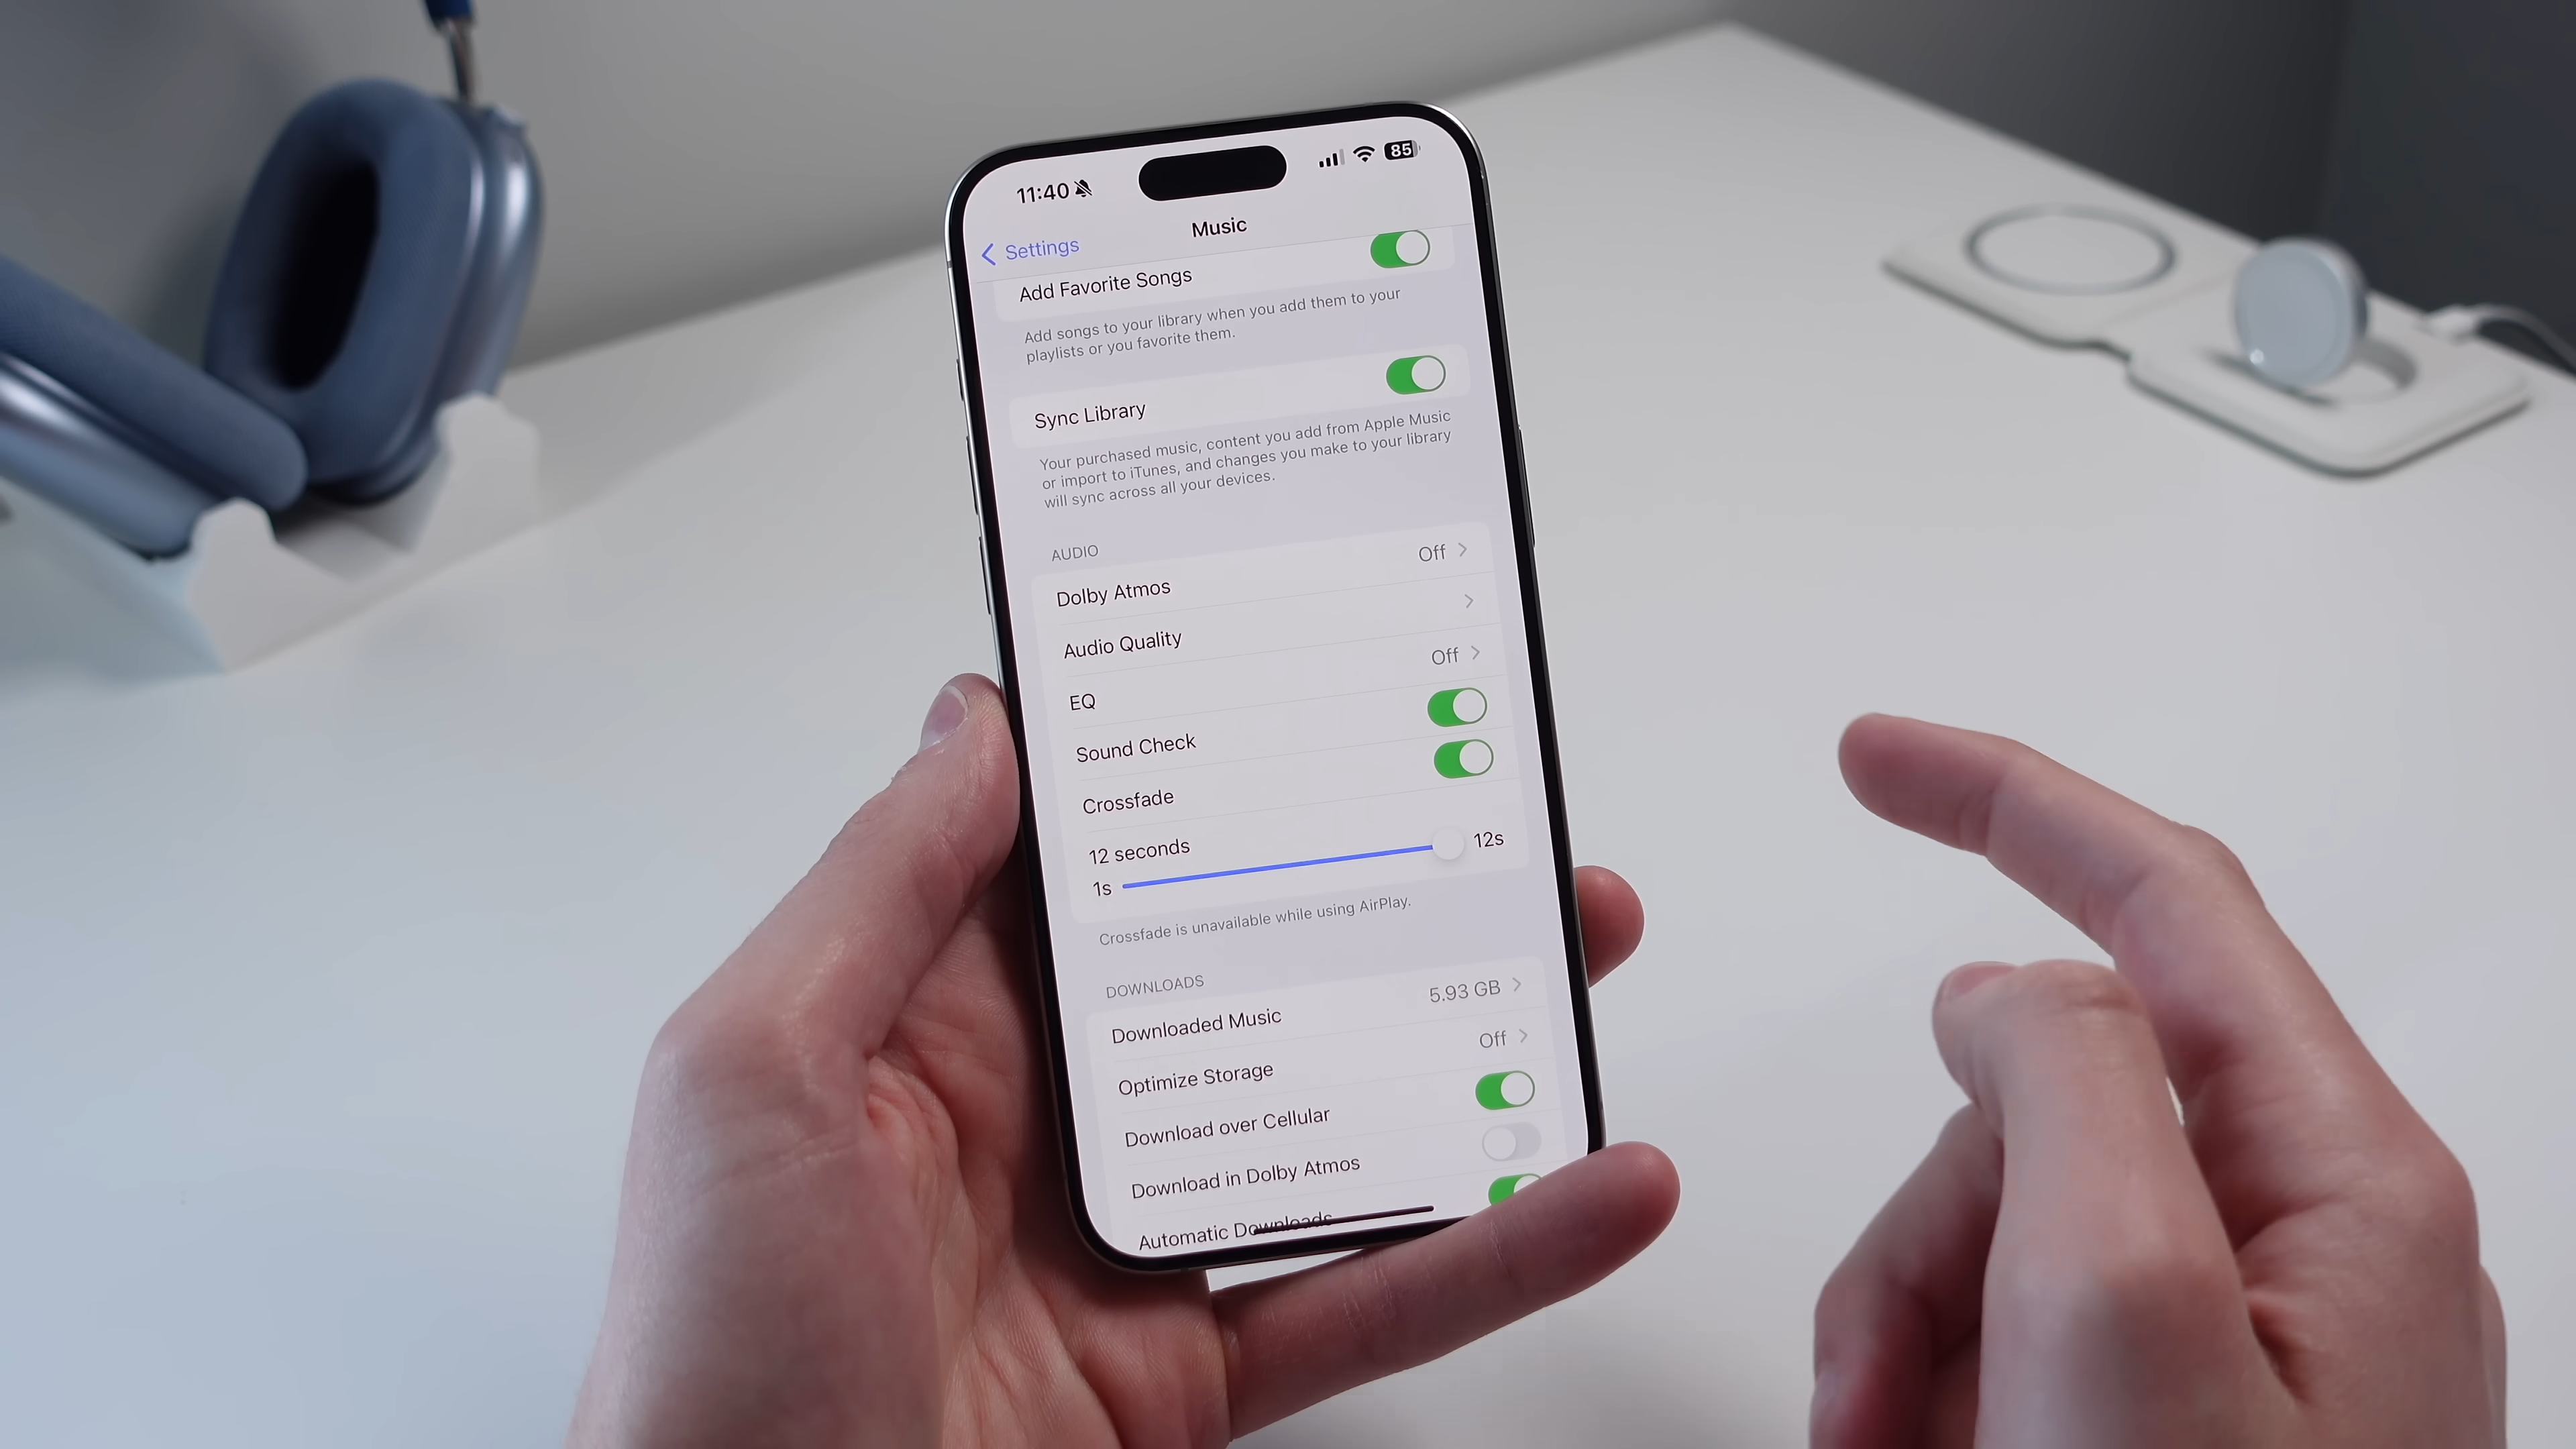 11:40
85
Settings
Music
Add Favorite Songs
Add songs to your library when you add them to your
playlists or you favorite them.
Sync Library
Your purchased music, content you add from Apple Music
or import to iTunes, and changes you make to your library
will sync across all your devices.
AUDIO
Dolby Atmos Off
Audio Quality
EQ Off
Sound Check
Crossfade
12 seconds
1s 12s
Crossfade is unavailable while using AirPlay.
DOWNLOADS
Downloaded Music 5.93 GB
Optimize Storage Off
Download over Cellular
Download in Dolby Atmos
Automatic Downloads